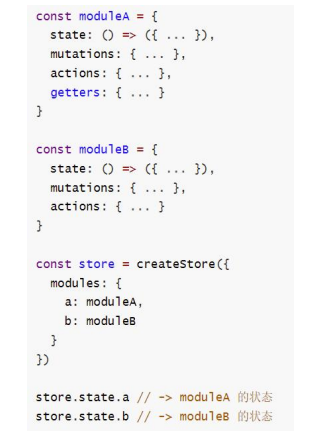 const moduleA = {
  state: () => ({ ... }),
  mutations: { ... },
  actions: { ... },
  getters: { ... }
}
const moduleB = {
  state: () => ({ ... }),
  mutations: { ... },
  actions: { ... }
}
const store = createStore({
  modules: {
    a: moduleA,
    b: moduleB
  }
})
store.state.a // -> moduleA 的状态
store.state.b // -> moduleB 的状态